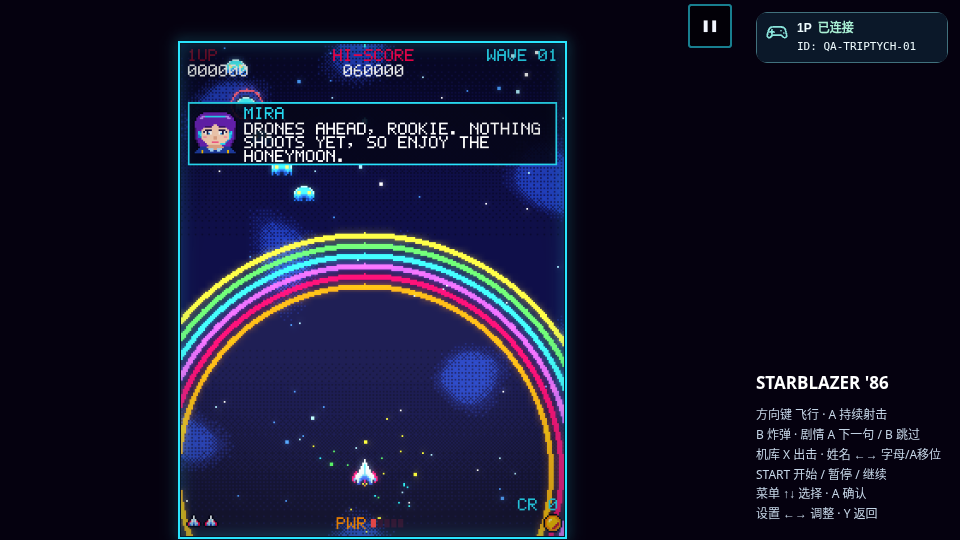 1UP
HI-SCORE
WAVE 01
000000
060000
MIRA
DRONES AHEAD, ROOKIE. NOTHING
SHOOTS YET, SO ENJOY THE
HONEYMOON.
CR 0
PWR
1P 已连接
ID: QA-TRIPTYCH-01
STARBLAZER '86
方向键 飞行 · A 持续射击
B 炸弹 · 剧情 A 下一句 / B 跳过
机库 X 出击 · 姓名 ←→ 字母/A移位
START 开始 / 暂停 / 继续
菜单 ↑↓ 选择 · A 确认
设置 ←→ 调整 · Y 返回